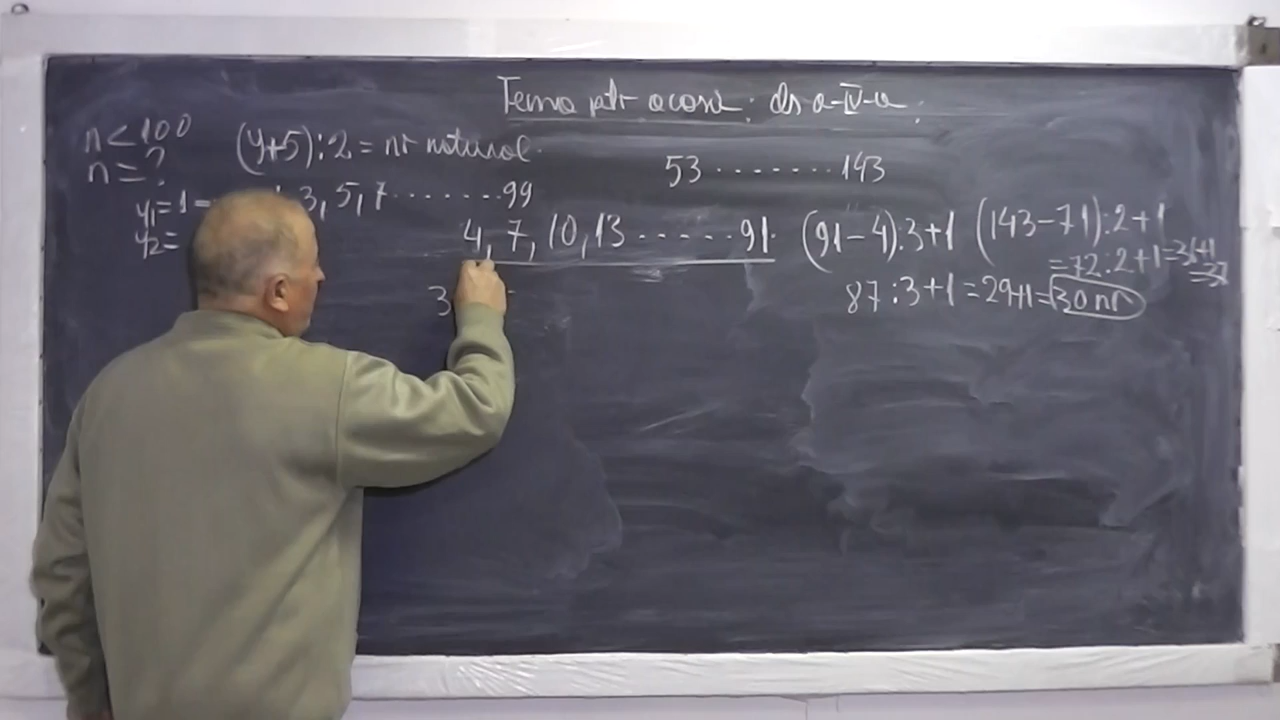 Tema ptr acasă: ds a-IV-a.
n < 100
n = ?
(y+5):2 = nr natural.
53 ....... 143
y₁ = 1 3, 5, 7 ....... 99
y₂ =
4, 7, 10, 13 ..... 91.
(91-4):3+1
(143-71):2+1
= 72:2+1 = 36+1
= 37
87:3+1 = 29+1 = 30 nr
3